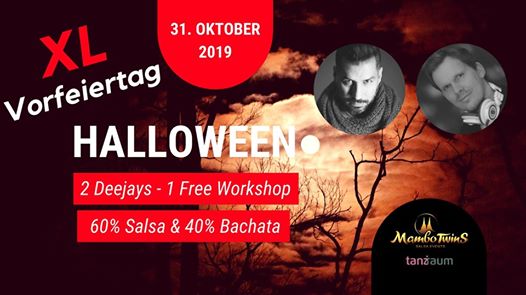 XL
Vorfeiertag
31. OKTOBER
2019
HALLOWEEN
2 Deejays - 1 Free Workshop
60% Salsa & 40% Bachata
MamboTwinS
SALSA EVENTS
tanzraum